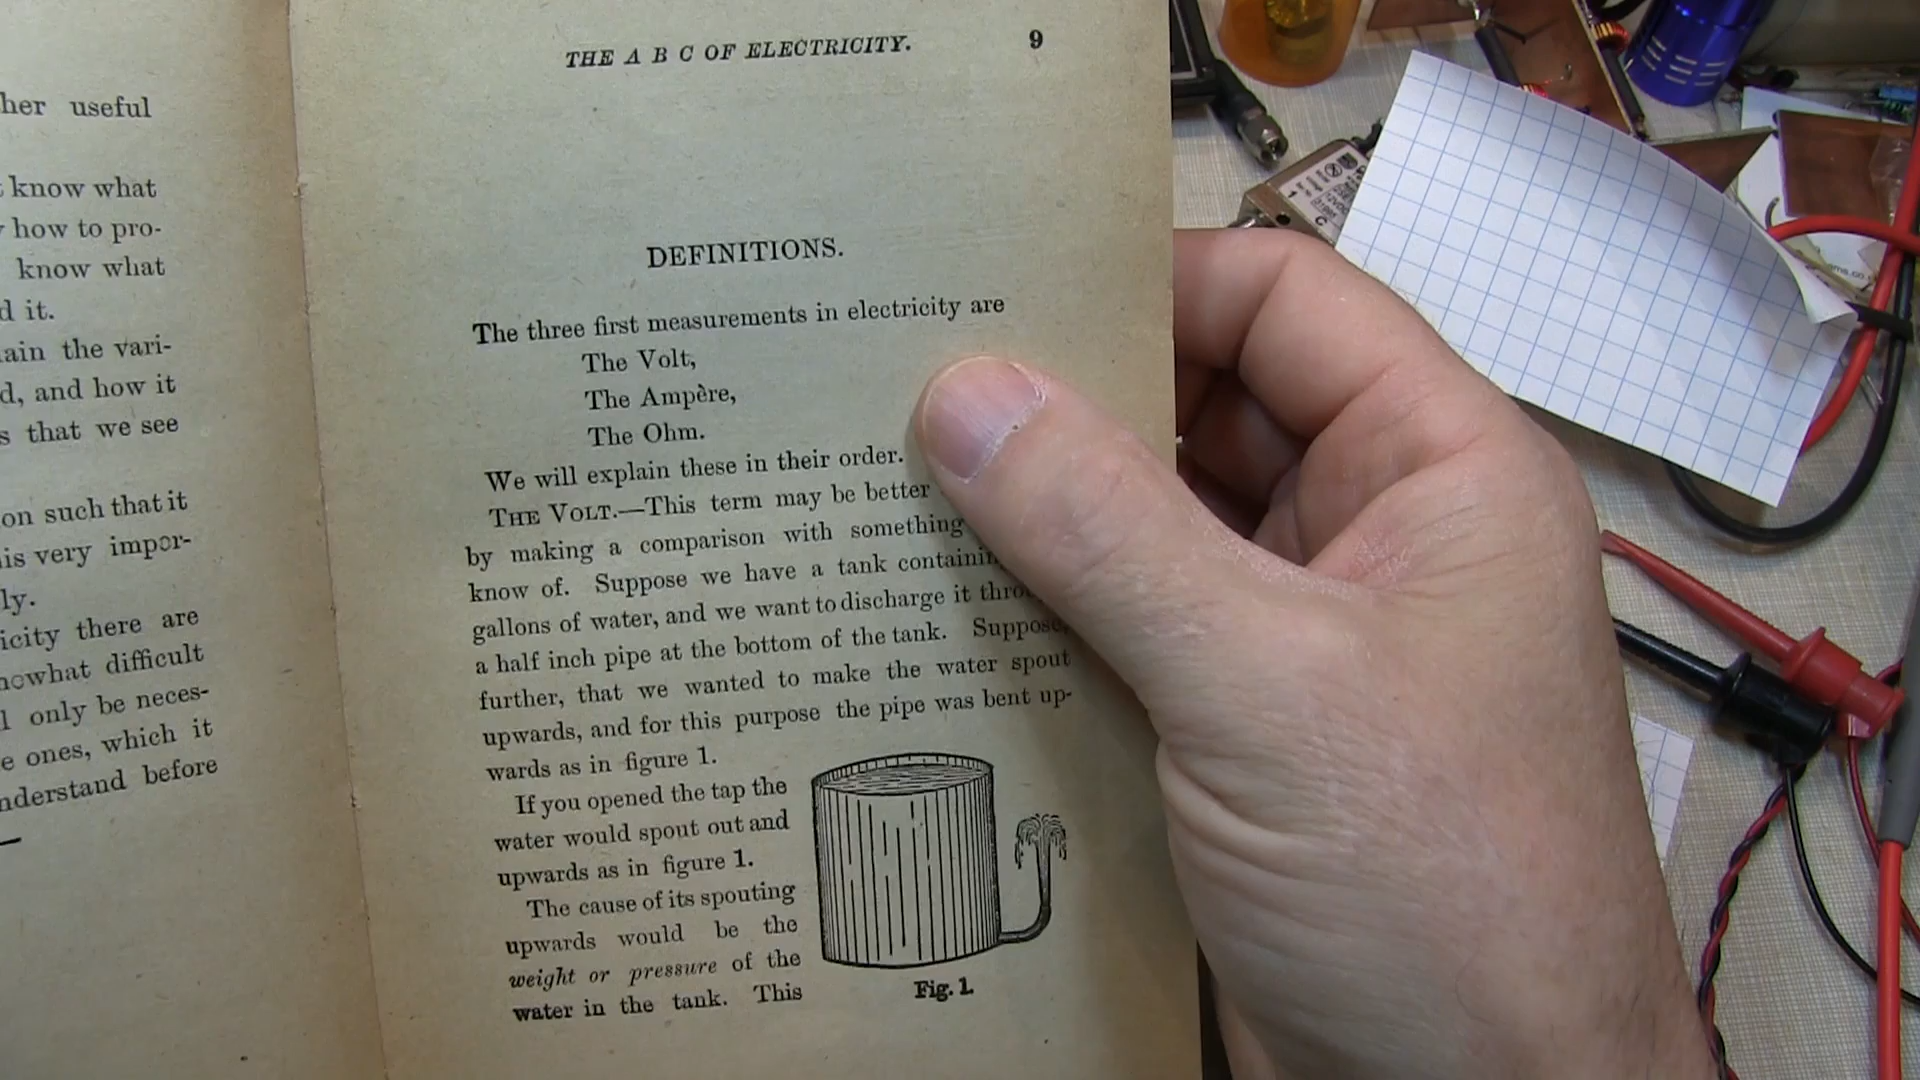 her useful
know what
how to pro-
know what
d it.
ain the vari-
d, and how it
s that we see
on such that it
is very impor-
ly.
icity there are
what difficult
l only be neces-
e ones, which it
nderstand before
THE A B C OF ELECTRICITY. 9
DEFINITIONS.
The three first measurements in electricity are
The Volt,
The Ampère,
The Ohm.
We will explain these in their order.
THE VOLT.—This term may be better
by making a comparison with something
know of. Suppose we have a tank containin
gallons of water, and we want to discharge it thro
a half inch pipe at the bottom of the tank. Suppose,
further, that we wanted to make the water spout
upwards, and for this purpose the pipe was bent up-
wards as in figure 1.
If you opened the tap the
water would spout out and
upwards as in figure 1.
The cause of its spouting
upwards would be the
weight or pressure of the
water in the tank. This
Fig. 1.